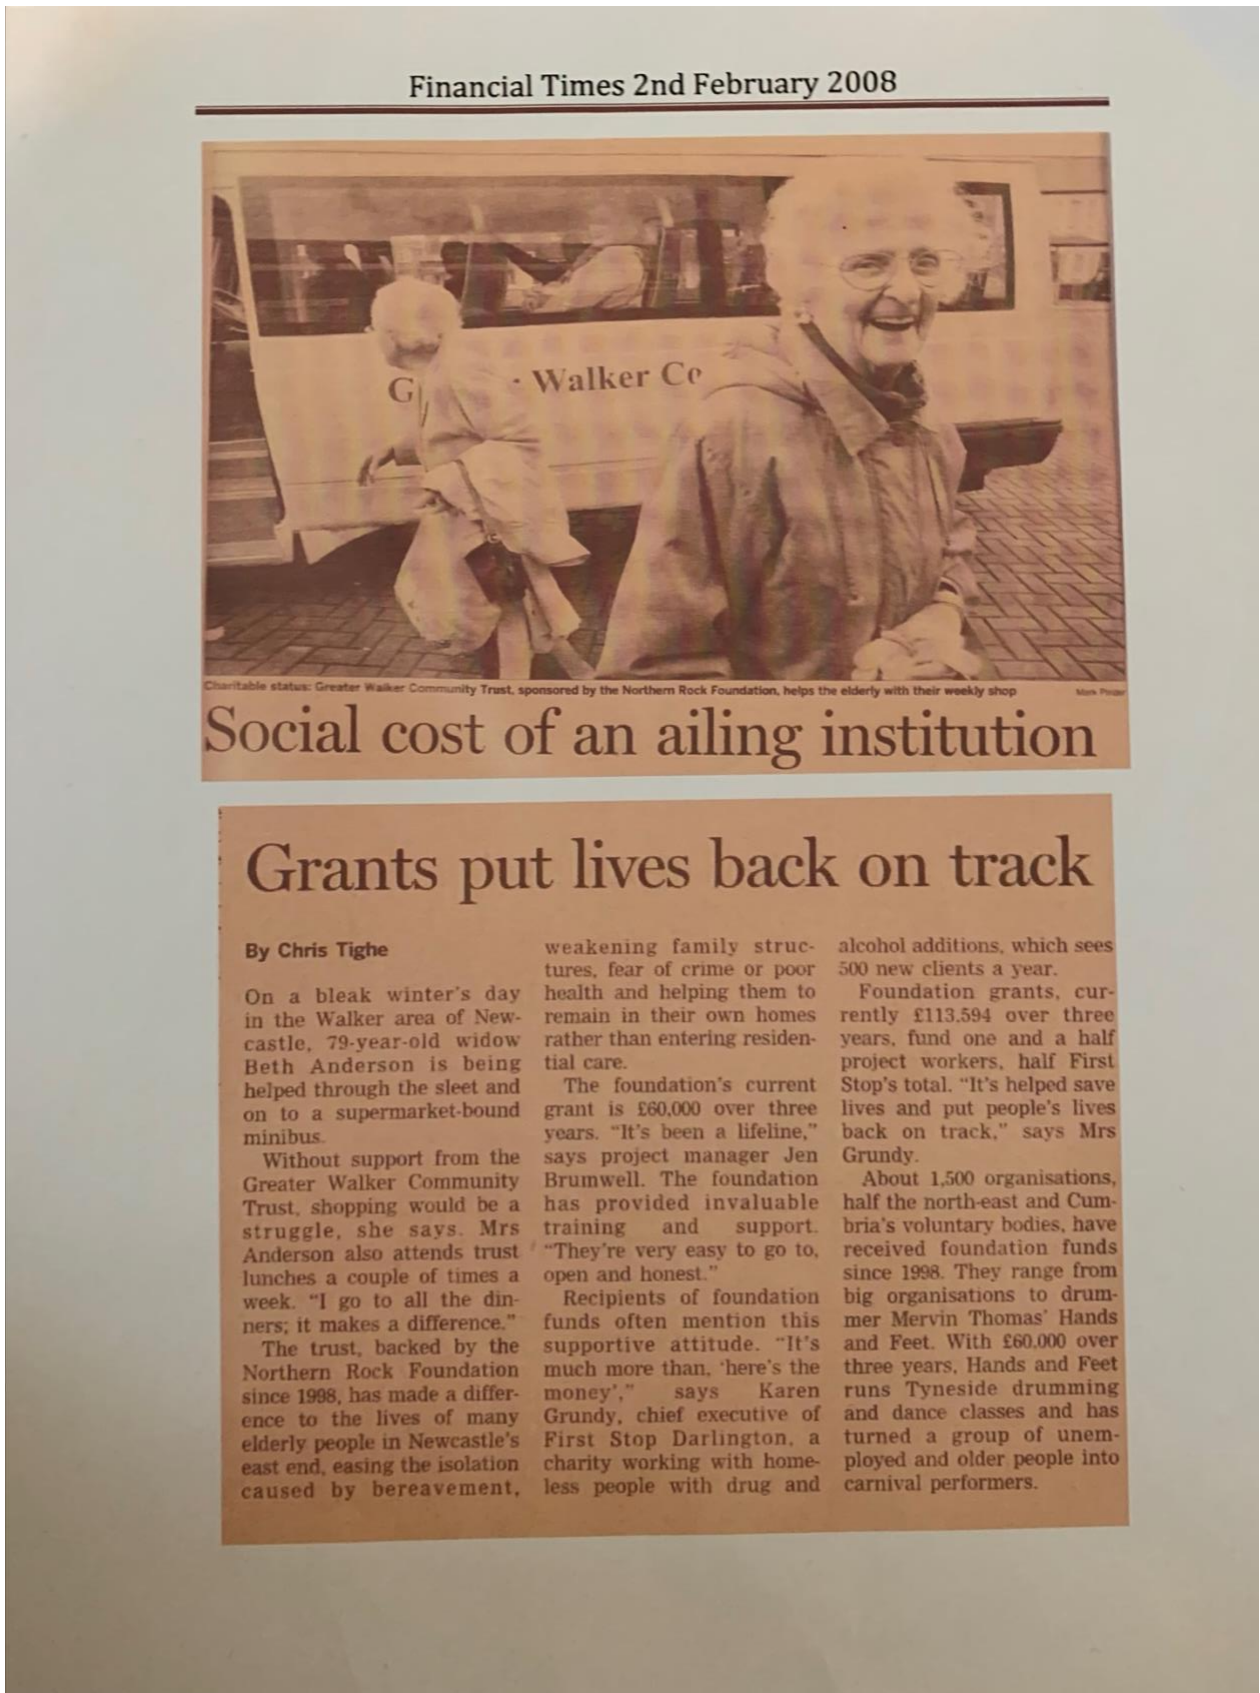 Financial Times 2nd February 2008
G · Walker Co
Charitable status: Greater Walker Community Trust, sponsored by the Northern Rock Foundation, helps the elderly with their weekly shop
Mark Pinder
Social cost of an ailing institution
Grants put lives back on track
By Chris Tighe
On a bleak winter's day
in the Walker area of New-
castle, 79-year-old widow
Beth Anderson is being
helped through the sleet and
on to a supermarket-bound
minibus.
Without support from the
Greater Walker Community
Trust, shopping would be a
struggle, she says. Mrs
Anderson also attends trust
lunches a couple of times a
week. “I go to all the din-
ners; it makes a difference.”
The trust, backed by the
Northern Rock Foundation
since 1998, has made a differ-
ence to the lives of many
elderly people in Newcastle's
east end, easing the isolation
caused by bereavement,
weakening family struc-
tures, fear of crime or poor
health and helping them to
remain in their own homes
rather than entering residen-
tial care.
The foundation's current
grant is £60,000 over three
years. “It's been a lifeline,”
says project manager Jen
Brumwell. The foundation
has provided invaluable
training and support.
“They're very easy to go to,
open and honest.”
Recipients of foundation
funds often mention this
supportive attitude. “It's
much more than, ‘here's the
money’,” says Karen
Grundy, chief executive of
First Stop Darlington, a
charity working with home-
less people with drug and
alcohol additions, which sees
500 new clients a year.
Foundation grants, cur-
rently £113,594 over three
years, fund one and a half
project workers, half First
Stop's total. “It's helped save
lives and put people's lives
back on track,” says Mrs
Grundy.
About 1,500 organisations,
half the north-east and Cum-
bria's voluntary bodies, have
received foundation funds
since 1998. They range from
big organisations to drum-
mer Mervin Thomas' Hands
and Feet. With £60,000 over
three years, Hands and Feet
runs Tyneside drumming
and dance classes and has
turned a group of unem-
ployed and older people into
carnival performers.